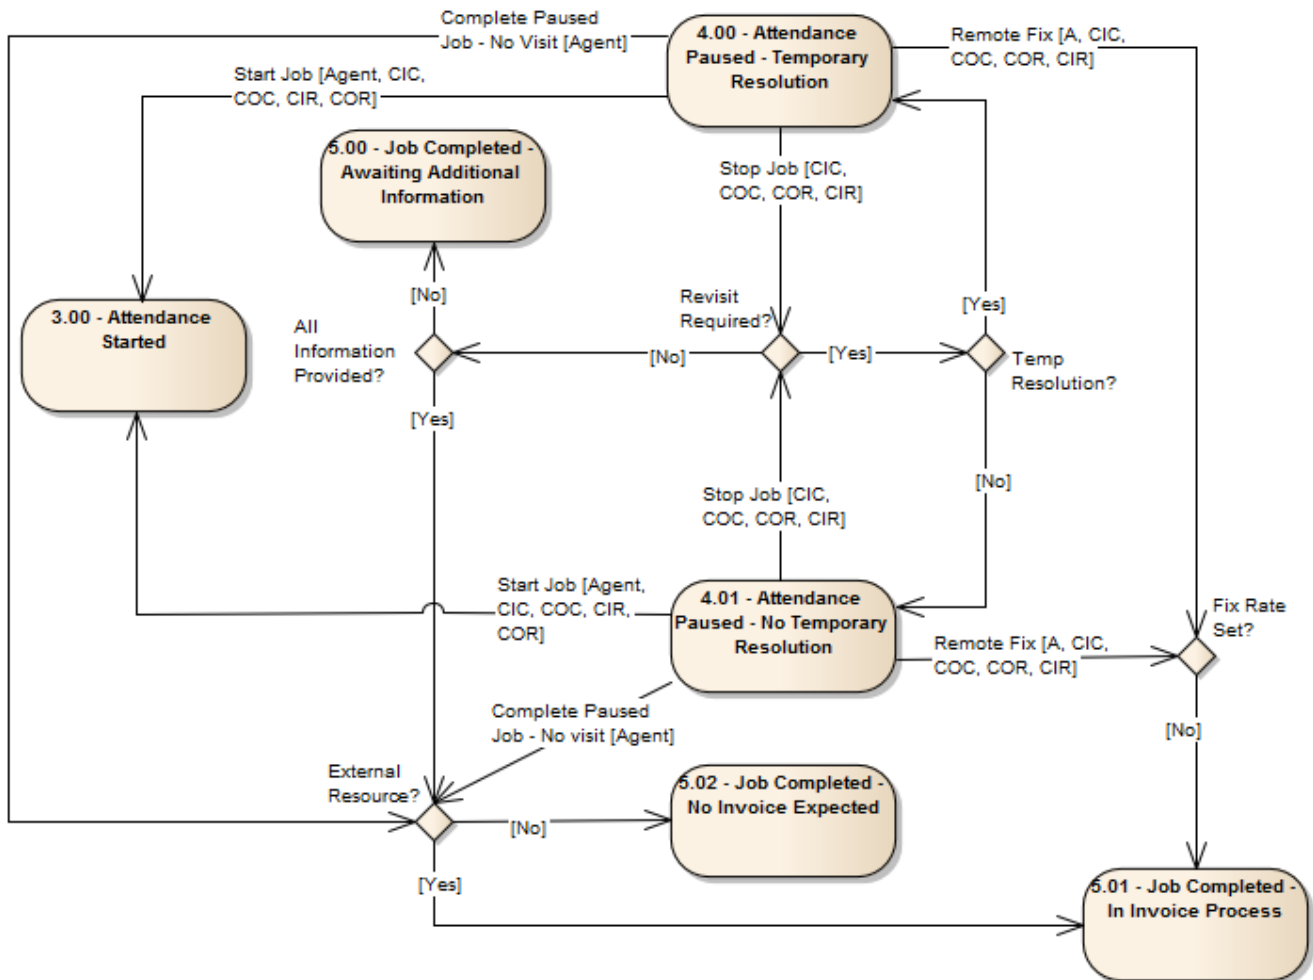 Complete Paused
Job - No Visit [Agent]
4.00 - Attendance
Paused - Temporary
Resolution
Remote Fix [A, CIC,
COC, COR, CIR]
Start Job [Agent, CIC,
COC, CIR, COR]
5.00 - Job Completed -
Awaiting Additional
Information
Stop Job [CIC,
COC, COR, CIR]
[No]
Revisit
Required?
[Yes]
3.00 - Attendance
Started
All
Information
Provided?
[No]
[Yes]
Temp
Resolution?
[Yes]
[No]
Stop Job [CIC,
COC, COR, CIR]
Start Job [Agent,
CIC, COC, CIR,
COR]
4.01 - Attendance
Paused - No Temporary
Resolution
Fix Rate
Set?
Remote Fix [A, CIC,
COC, COR, CIR]
Complete Paused
Job - No visit [Agent]
[No]
External
Resource?
5.02 - Job Completed -
No Invoice Expected
[No]
[Yes]
5.01 - Job Completed -
In Invoice Process